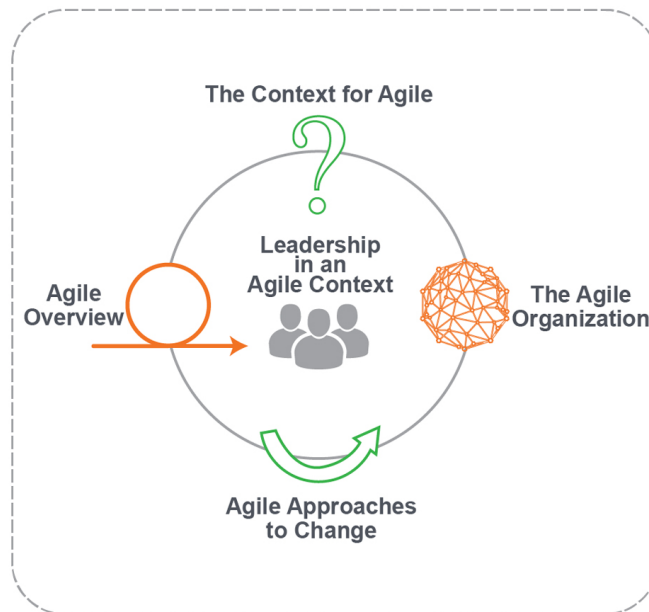 The Context for Agile
Leadership
in an
Agile Context
Agile
Overview
The Agile
Organization
Agile Approaches
to Change